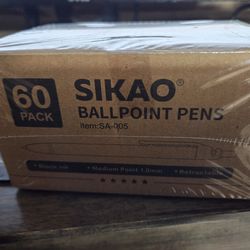 60
PACK
SIKAO®
BALLPOINT PENS
Item:SA-005
• Black ink • Medium Point 1.0mm • Retractable